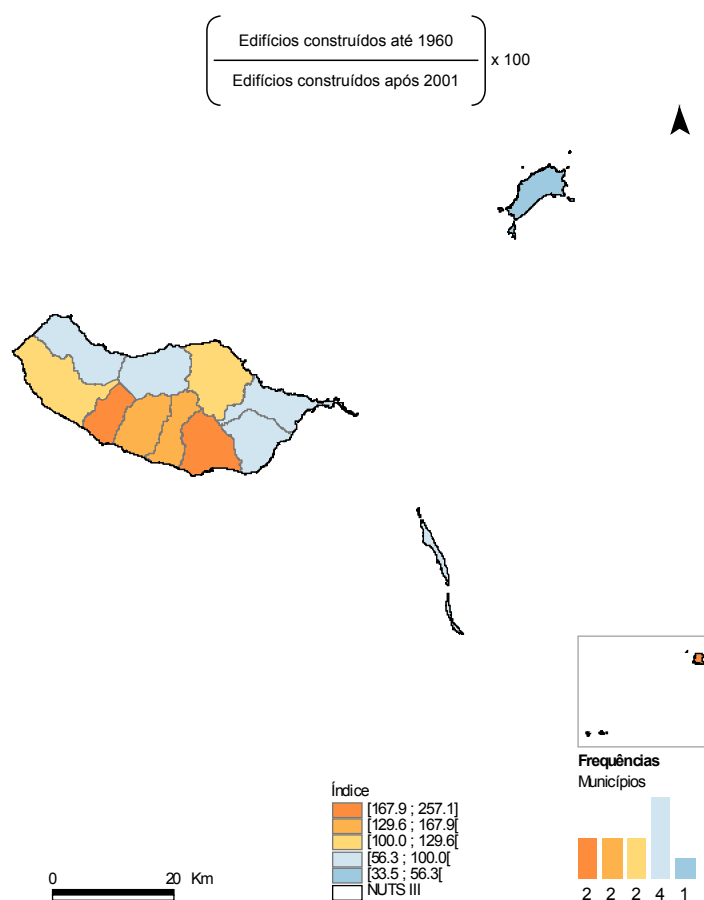 Edifícios construídos até 1960
x 100
Edifícios construídos após 2001
Frequências
Municípios
Índice
[167.9 ; 257.1]
[129.6 ; 167.9[
[100.0 ; 129.6[
[56.3 ; 100.0[
[33.5 ; 56.3[
NUTS III
0 20 Km
2 2 2 4 1